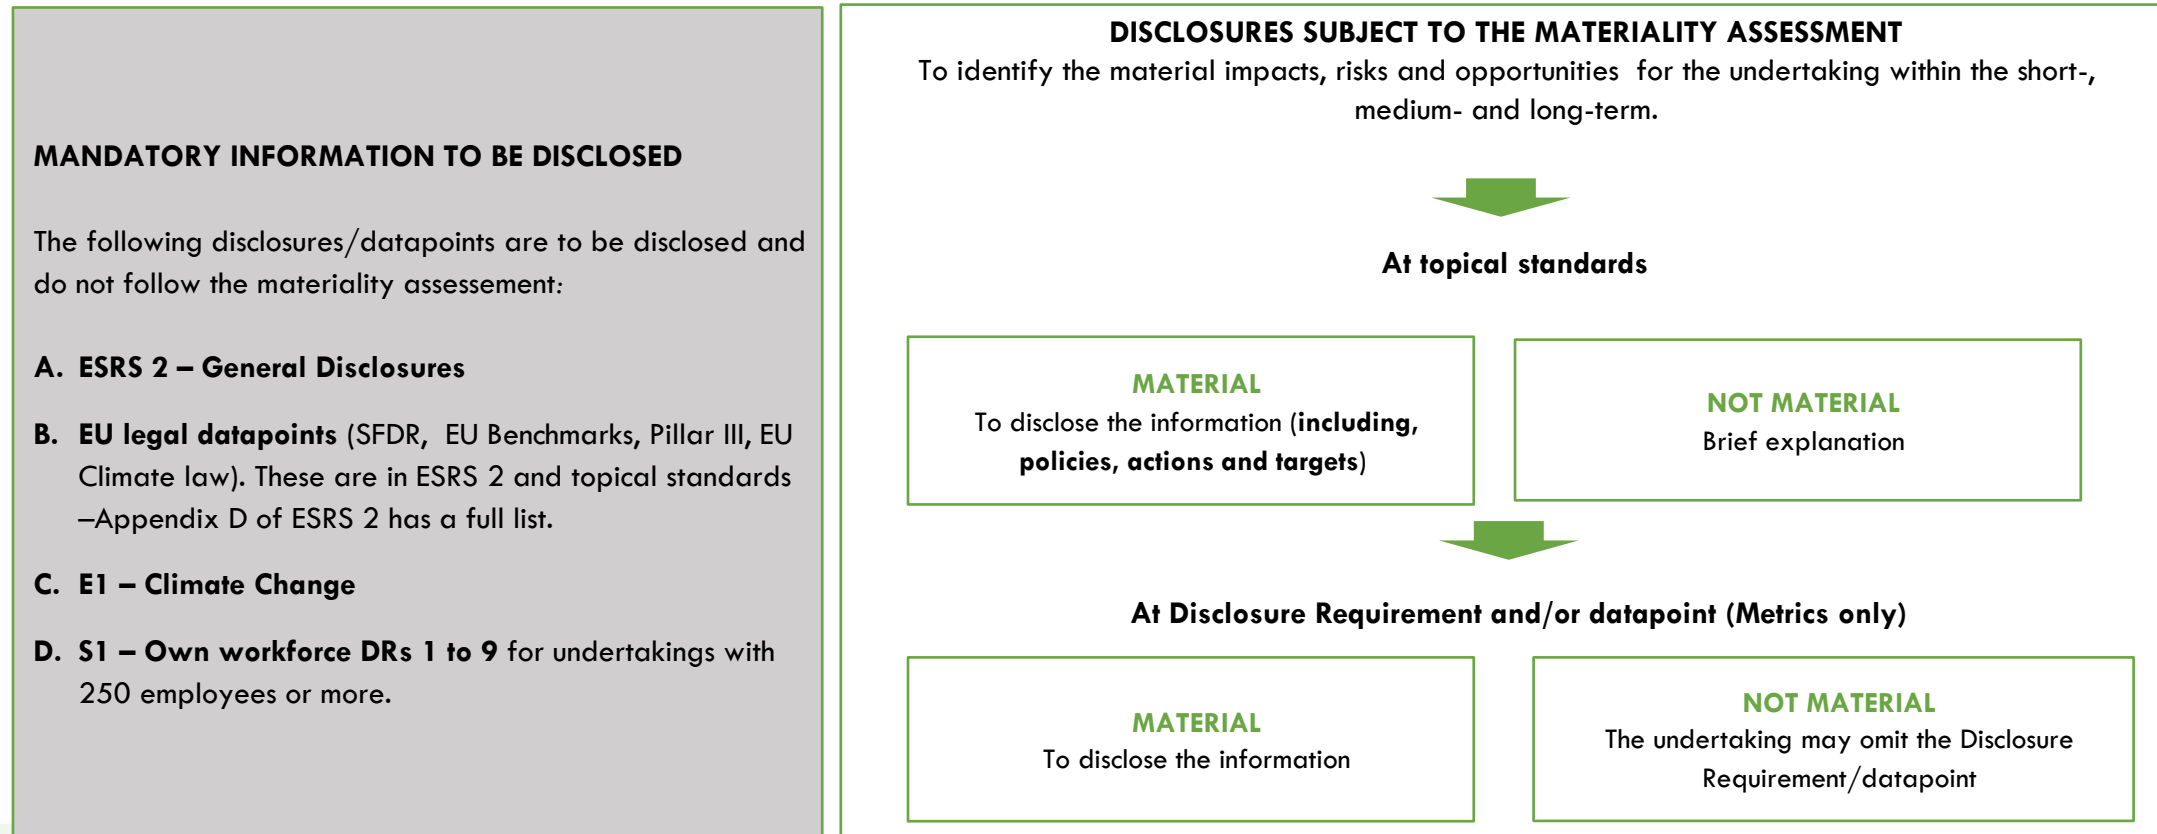 MANDATORY INFORMATION TO BE DISCLOSED
The following disclosures/datapoints are to be disclosed and
do not follow the materiality assessement:
A. ESRS 2 – General Disclosures
B. EU legal datapoints (SFDR, EU Benchmarks, Pillar III, EU
Climate law). These are in ESRS 2 and topical standards
–Appendix D of ESRS 2 has a full list.
C. E1 – Climate Change
D. S1 – Own workforce DRs 1 to 9 for undertakings with
250 employees or more.
DISCLOSURES SUBJECT TO THE MATERIALITY ASSESSMENT
To identify the material impacts, risks and opportunities for the undertaking within the short-,
medium- and long-term.
At topical standards
MATERIAL
To disclose the information (including,
policies, actions and targets)
NOT MATERIAL
Brief explanation
At Disclosure Requirement and/or datapoint (Metrics only)
MATERIAL
To disclose the information
NOT MATERIAL
The undertaking may omit the Disclosure
Requirement/datapoint